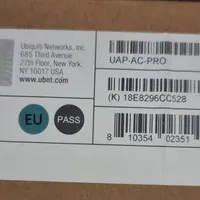 Ubiquiti Networks, Inc.
685 Third Avenue
27th Floor, New York,
NY 10017 USA
www.ubnt.com
UAP-AC-PRO
(K) 18E8296CC528
EU
PASS
8 10354 02351